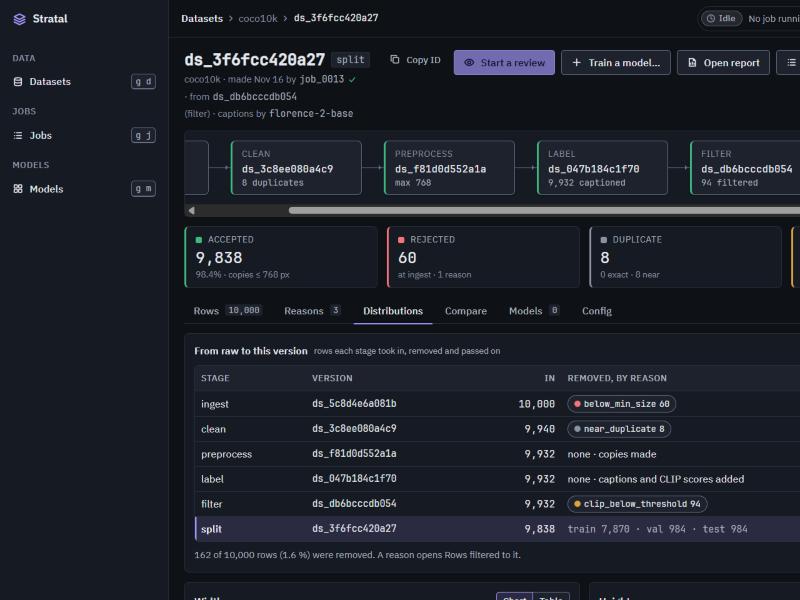 Stratal
Datasets > coco10k > ds_3f6fcc420a27
Idle No job runni
DATA
Datasets g d
JOBS
Jobs g j
MODELS
Models g m
ds_3f6fcc420a27 split Copy ID Start a review + Train a model... Open report
coco10k · made Nov 16 by job_0013 ✓
· from ds_db6bcccdb054
(filter) · captions by florence-2-base
CLEAN PREPROCESS LABEL FILTER
ds_3c8ee080a4c9 ds_f81d0d552a1a ds_047b184c1f70 ds_db6bcccdb054
8 duplicates max 768 9,932 captioned 94 filtered
ACCEPTED REJECTED DUPLICATE
9,838 60 8
98.4% · copies ≤ 768 px at ingest · 1 reason 0 exact · 8 near
Rows 10,000 Reasons 3 Distributions Compare Models 0 Config
From raw to this version rows each stage took in, removed and passed on
STAGE VERSION IN REMOVED, BY REASON
ingest ds_5c8d4e6a081b 10,000 below_min_size 60
clean ds_3c8ee080a4c9 9,940 near_duplicate 8
preprocess ds_f81d0d552a1a 9,932 none · copies made
label ds_047b184c1f70 9,932 none · captions and CLIP scores added
filter ds_db6bcccdb054 9,932 clip_below_threshold 94
split ds_3f6fcc420a27 9,838 train 7,870 · val 984 · test 984
162 of 10,000 rows (1.6 %) were removed. A reason opens Rows filtered to it.